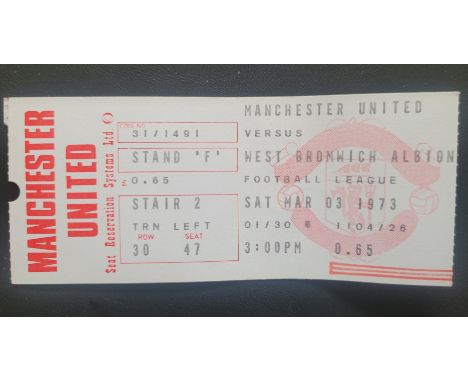 MANCHESTER
UNITED
Seat Reservation Systems Ltd
31/1491
STAND 'F'
£ 0.65
STAIR 2
TRN LEFT
ROW SEAT
30 47
MANCHESTER UNITED
VERSUS
WEST BROMWICH ALBION
FOOTBALL LEAGUE
SAT MAR 03 1973
01/30 1104/26
3:00PM 0.65